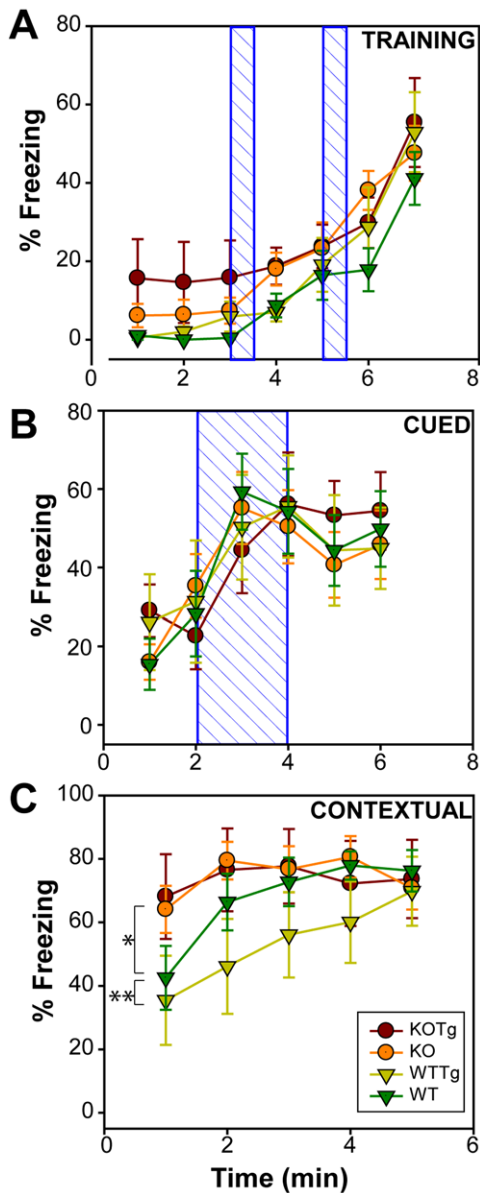 A
80
TRAINING
60
% Freezing
40
20
0
0
2
4
6
8
B
80
CUED
60
% Freezing
40
20
0
0
2
4
6
8
C
100
CONTEXTUAL
80
% Freezing
60
*
40
**
20
0
KOTg
KO
WTTg
WT
0
2
4
6
Time (min)